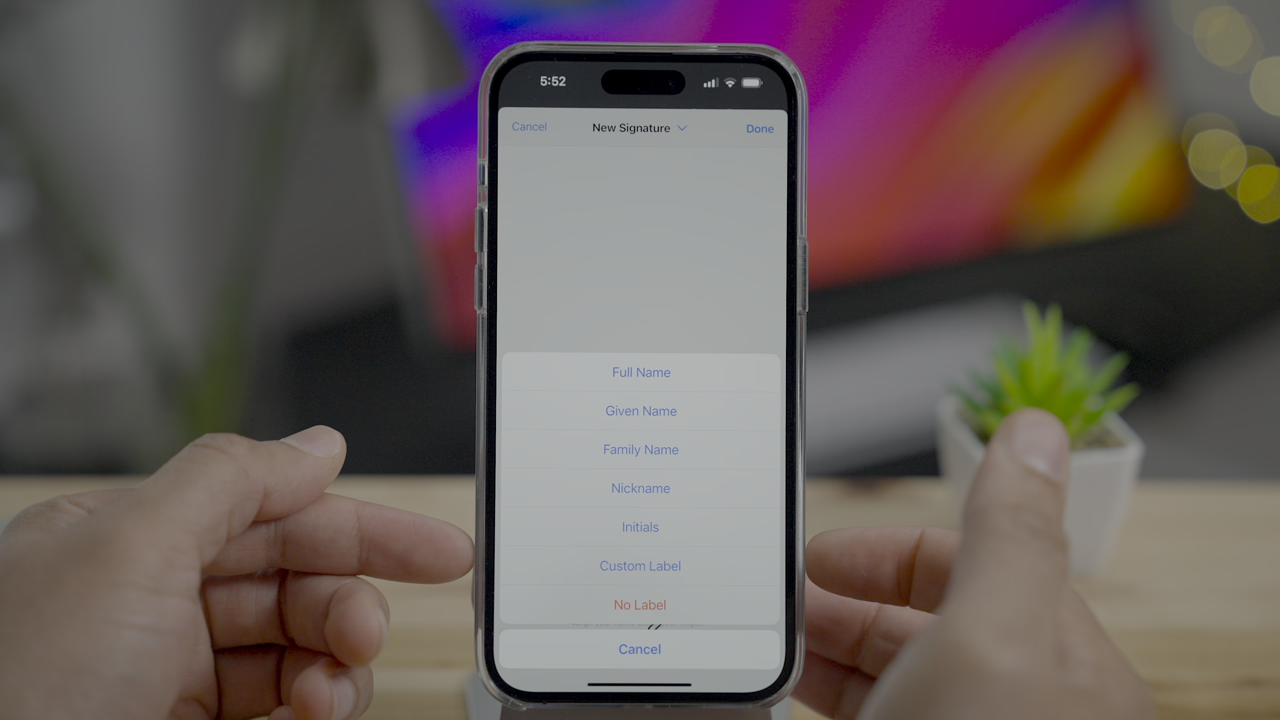 5:52
Cancel New Signature Done
Full Name
Given Name
Family Name
Nickname
Initials
Custom Label
No Label
Cancel